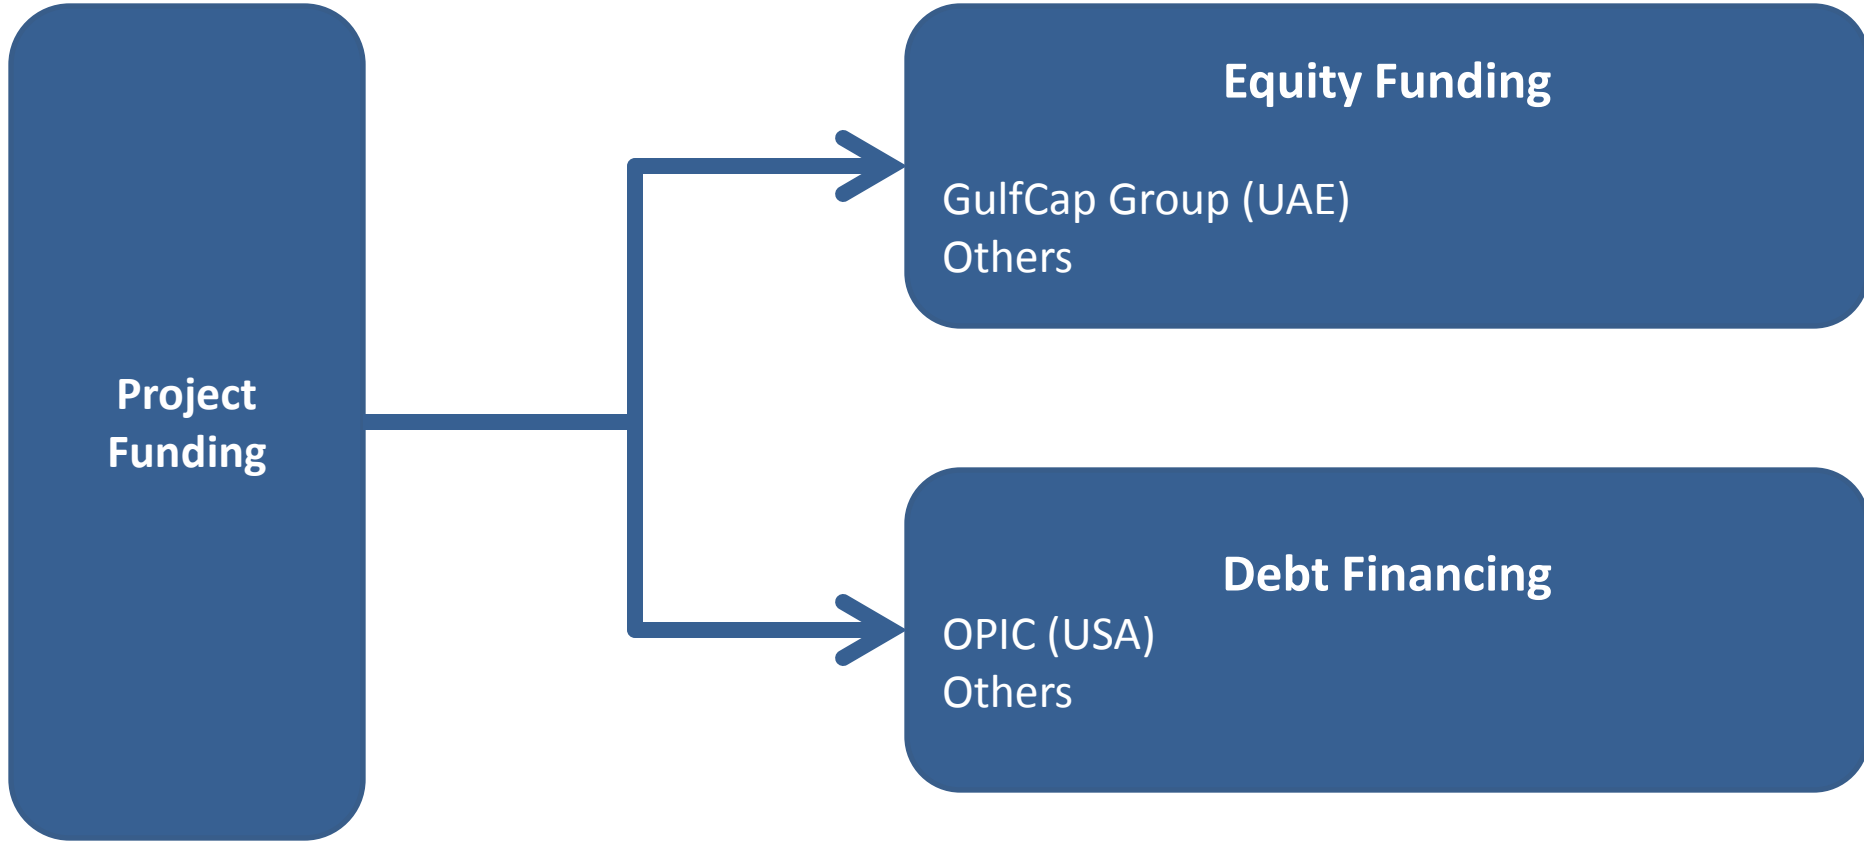 Project
Funding
Equity Funding
GulfCap Group (UAE)
Others
Debt Financing
OPIC (USA)
Others